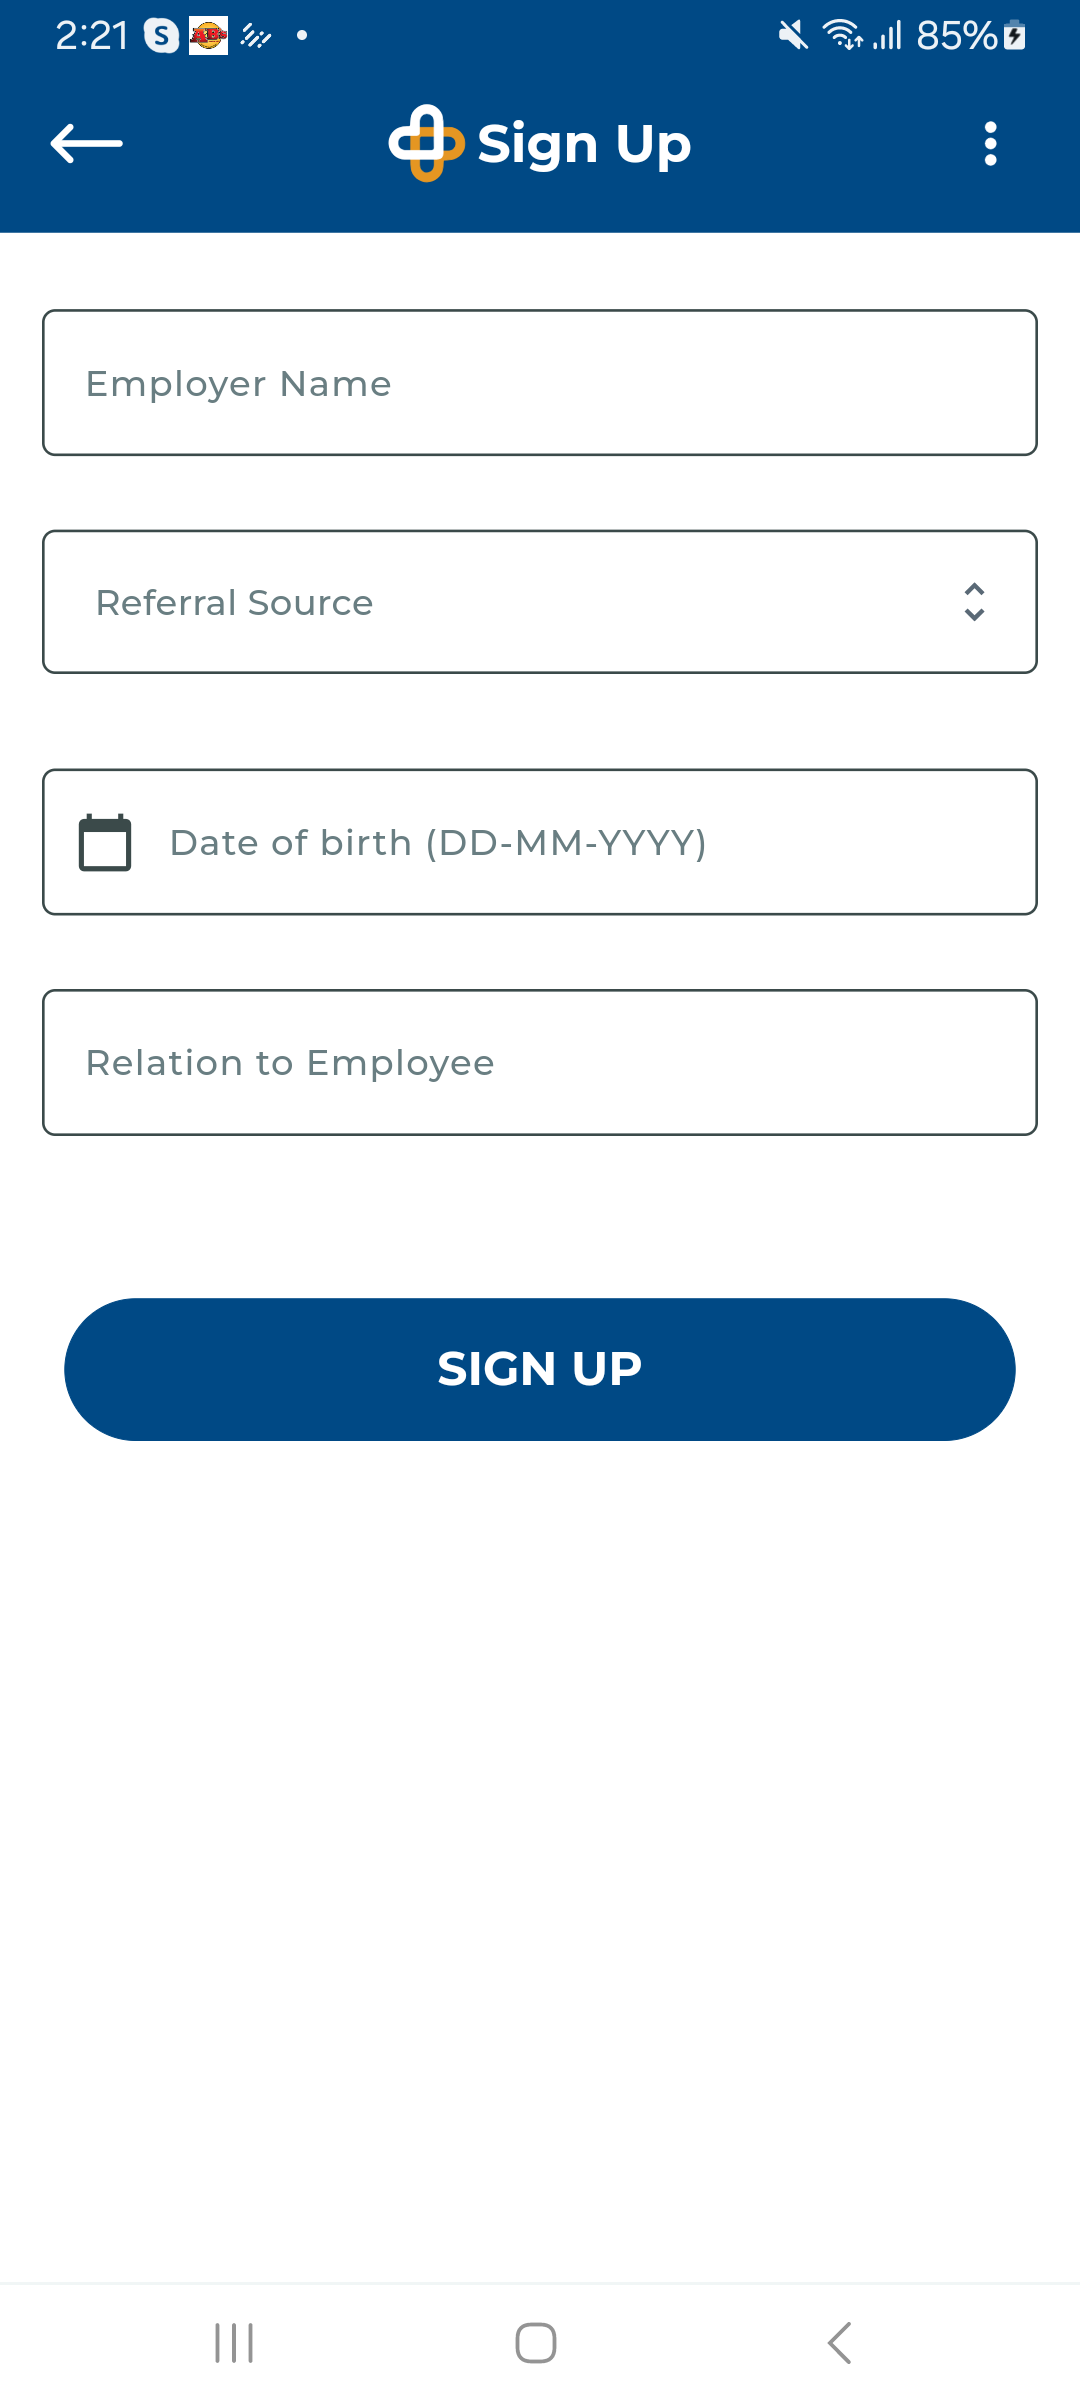 2:21 S AB's 85%
Sign Up
Employer Name
Referral Source
Date of birth (DD-MM-YYYY)
Relation to Employee
SIGN UP